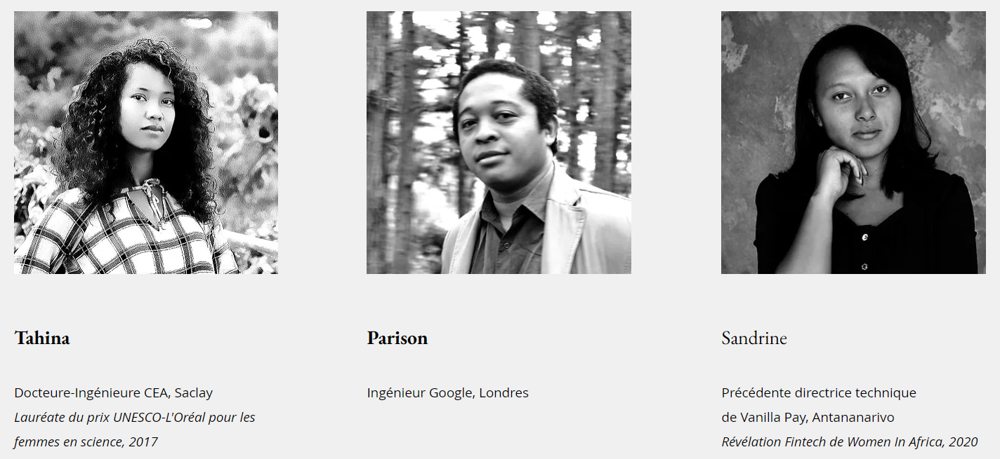 Tahina
Docteure-Ingénieure CEA, Saclay
Lauréate du prix UNESCO-L'Oréal pour les
femmes en science, 2017
Parison
Ingénieur Google, Londres
Sandrine
Précédente directrice technique
de Vanilla Pay, Antananarivo
Révélation Fintech de Women In Africa, 2020